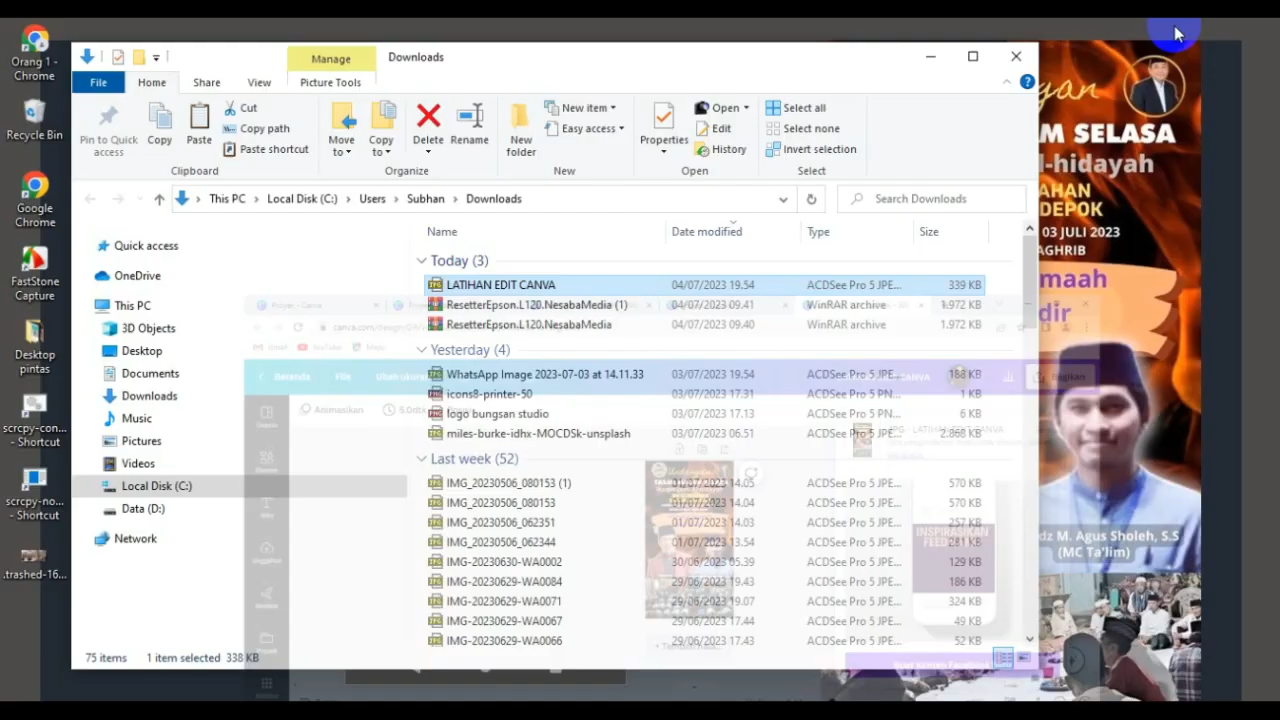 Orang 1 -
Chrome
Recycle Bin
Google
Chrome
FastStone
Capture
Desktop
pintas
scrcpy-con...
- Shortcut
scrcpy-no...
- Shortcut
.trashed-16...
Manage
Downloads
File
Home
Share
View
Picture Tools
Pin to Quick
access
Copy
Paste
Cut
Copy path
Paste shortcut
Clipboard
Move
to
Copy
to
Delete
Rename
Organize
New
folder
New item
Easy access
New
Properties
Open
Edit
History
Open
Select all
Select none
Invert selection
Select
This PC
Local Disk (C:)
Users
Subhan
Downloads
Search Downloads
Quick access
OneDrive
This PC
3D Objects
Desktop
Documents
Downloads
Music
Pictures
Videos
Local Disk (C:)
Data (D:)
Network
Name Date modified Type Size
Today (3)
LATIHAN EDIT CANVA 04/07/2023 19.54 ACDSee Pro 5 JPE... 339 KB
ResetterEpson.L120.NesabaMedia (1) 04/07/2023 09.41 WinRAR archive 1.972 KB
ResetterEpson.L120.NesabaMedia 04/07/2023 09.40 WinRAR archive 1.972 KB
Yesterday (4)
WhatsApp Image 2023-07-03 at 14.11.33 03/07/2023 19.54 ACDSee Pro 5 JPE... 188 KB
icons8-printer-50 03/07/2023 17.31 ACDSee Pro 5 PN... 1 KB
logo bungsan studio 03/07/2023 17.13 ACDSee Pro 5 PN... 6 KB
miles-burke-idhx-MOCDSk-unsplash 03/07/2023 06.51 ACDSee Pro 5 JPE... 2.868 KB
Last week (52)
IMG_20230506_080153 (1) 01/07/2023 14.05 ACDSee Pro 5 JPE... 570 KB
IMG_20230506_080153 01/07/2023 14.04 ACDSee Pro 5 JPE... 570 KB
IMG_20230506_062351 01/07/2023 14.03 ACDSee Pro 5 JPE... 257 KB
IMG_20230506_062344 01/07/2023 13.54 ACDSee Pro 5 JPE... 281 KB
IMG-20230630-WA0002 30/06/2023 05.39 ACDSee Pro 5 JPE... 129 KB
IMG-20230629-WA0084 29/06/2023 19.43 ACDSee Pro 5 JPE... 186 KB
IMG-20230629-WA0071 29/06/2023 19.07 ACDSee Pro 5 JPE... 324 KB
IMG-20230629-WA0067 29/06/2023 17.44 ACDSee Pro 5 JPE... 49 KB
IMG-20230629-WA0066 29/06/2023 17.43 ACDSee Pro 5 JPE... 52 KB
75 items 1 item selected 338 KB
Beranda
File
Bagikan
Animasikan
JPG - LATIHAN EDIT CANVA
M SELASA
l-hidayah
AHAN
DEPOK
03 JULI 2023
AGHRIB
maah
dir
dz M. Agus Sholeh, S.S
(MC Ta'lim)